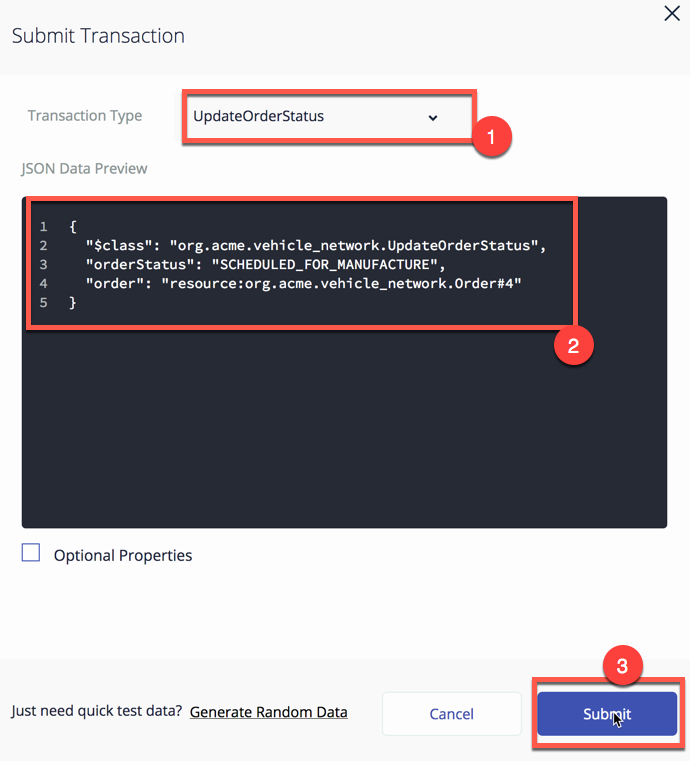 Submit Transaction
Transaction Type
UpdateOrderStatus
1
JSON Data Preview
1 {
2 "$class": "org.acme.vehicle_network.UpdateOrderStatus",
3 "orderStatus": "SCHEDULED_FOR_MANUFACTURE",
4 "order": "resource:org.acme.vehicle_network.Order#4"
5 }
2
Optional Properties
3
Just need quick test data? Generate Random Data
Cancel
Submit